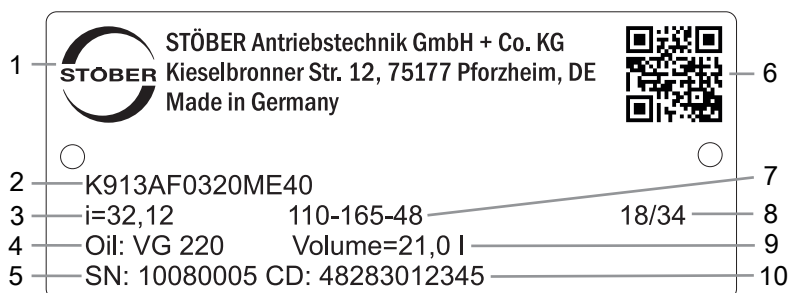 1
STÖBER
STÖBER Antriebstechnik GmbH + Co. KG
Kieselbronner Str. 12, 75177 Pforzheim, DE
Made in Germany
6
2
K913AF0320ME40
7
3
i=32,12 110-165-48 18/34
8
4
Oil: VG 220 Volume=21,0 l
9
5
SN: 10080005 CD: 48283012345
10